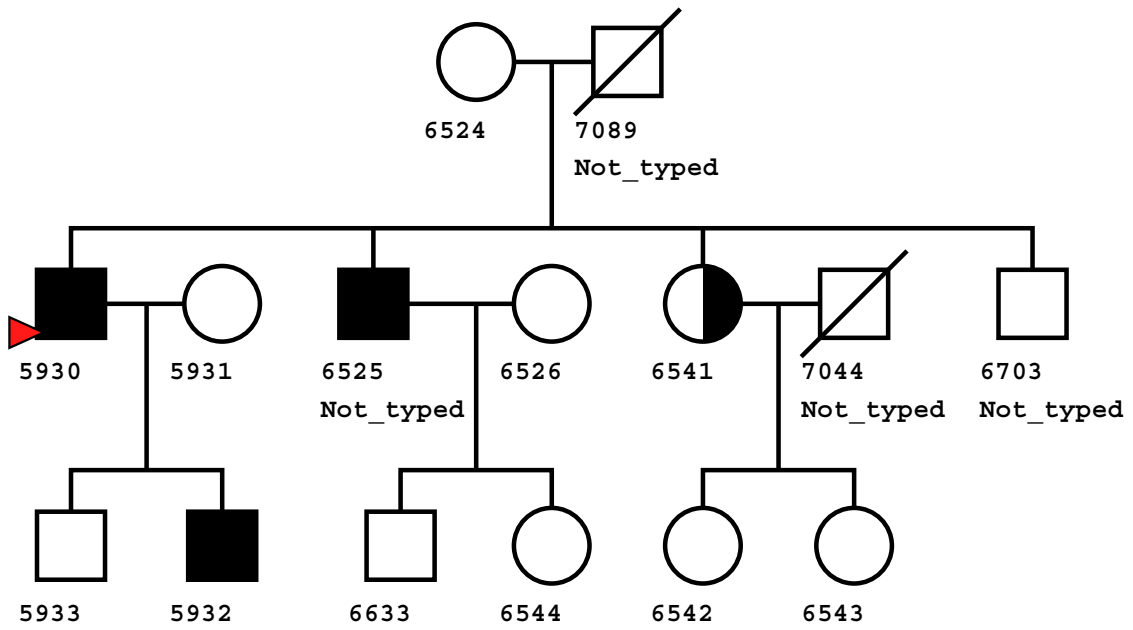 6524 7089
Not_typed
5930 5931 6525 6526 6541 7044 6703
Not_typed Not_typed Not_typed
5933 5932 6633 6544 6542 6543